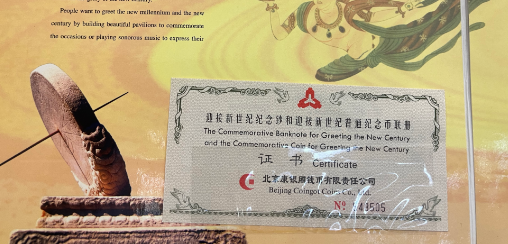 People want to greet the new millennium and the new
century by building beautiful pavilions to commemorate
the occasions or playing sonorous music to express their
迎接新世纪纪念钞和迎接新世纪普通纪念币联册
The Commemorative Banknote for Greeting the New Century
and the Commemorative Coin for Greeting the New Century
证 书 Certificate
北京康银阁钱币有限责任公司
Beijing Coingot Coins Co., Ltd.
Nº